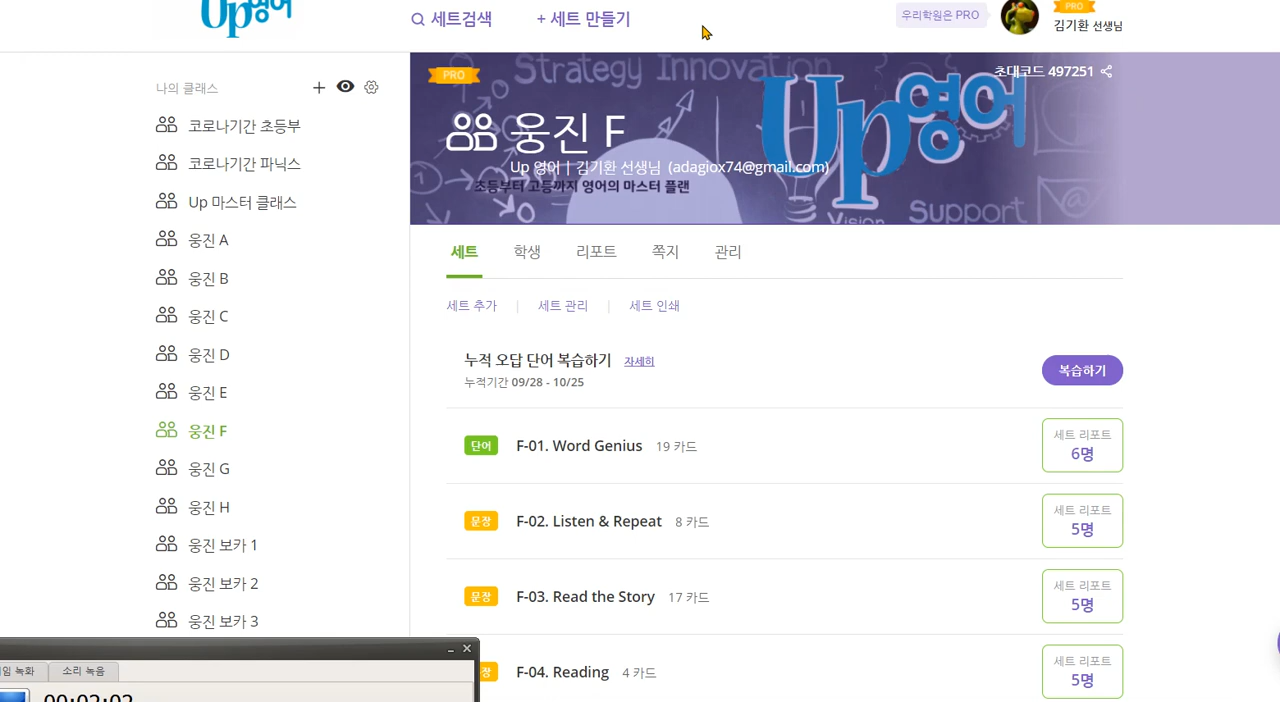 Up영어
세트검색
+ 세트 만들기
우리학원은 PRO
PRO
김기환 선생님
나의 클래스
코로나기간 초등부
코로나기간 파닉스
Up 마스터 클래스
웅진 A
웅진 B
웅진 C
웅진 D
웅진 E
웅진 F
웅진 G
웅진 H
웅진 보카 1
웅진 보카 2
웅진 보카 3
PRO
Strategy Innovation
초대코드 497251
웅진 F
Up영어
Up 영어 | 김기환 선생님 (adagiox74@gmail.com)
초등부터 고등까지 영어의 마스터 플랜
Vision
Support
세트
학생
리포트
쪽지
관리
세트 추가
세트 관리
세트 인쇄
누적 오답 단어 복습하기 자세히
누적기간 09/28 - 10/25
복습하기
단어 F-01. Word Genius 19 카드
세트 리포트
6명
문장 F-02. Listen & Repeat 8 카드
세트 리포트
5명
문장 F-03. Read the Story 17 카드
세트 리포트
5명
장 F-04. Reading 4 카드
세트 리포트
5명
임 녹화
소리 녹음
00:02:02